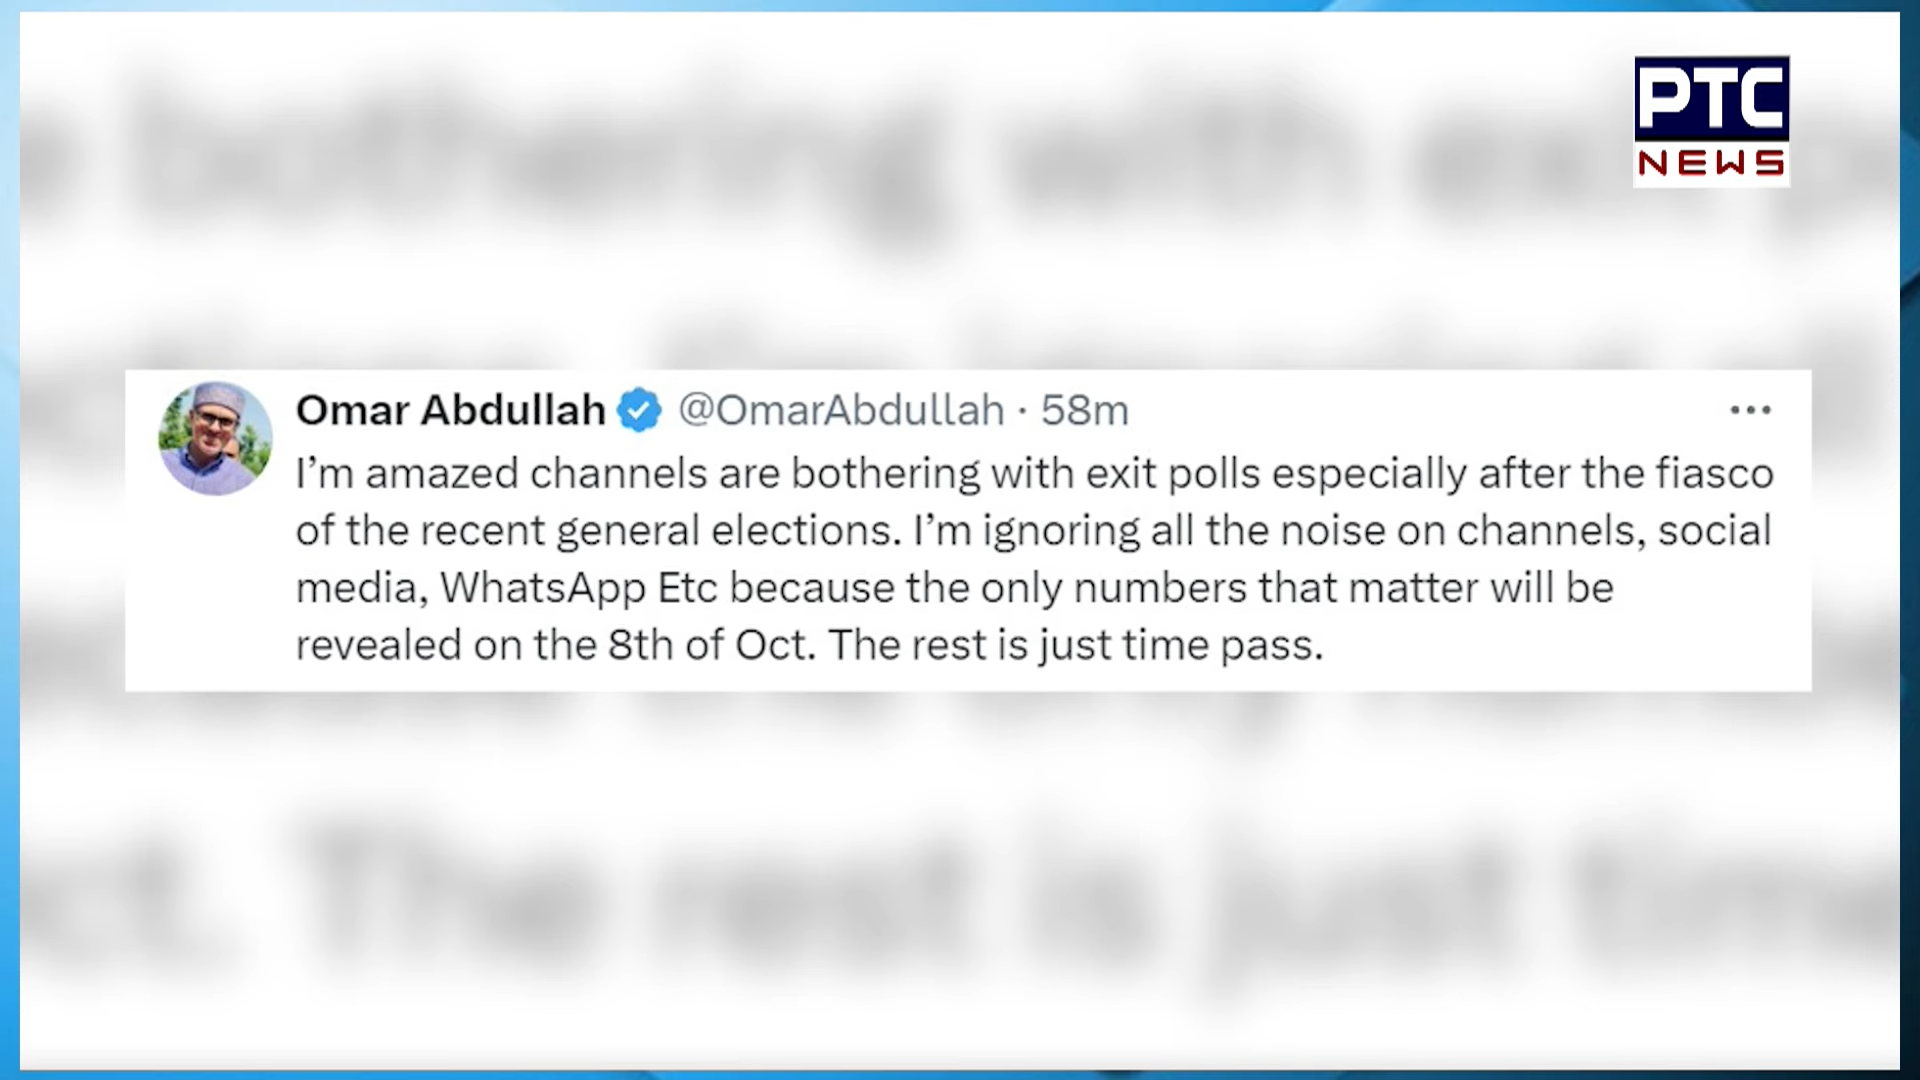 PTC
NEWS
Omar Abdullah @OmarAbdullah · 58m
I’m amazed channels are bothering with exit polls especially after the fiasco
of the recent general elections. I’m ignoring all the noise on channels, social
media, WhatsApp Etc because the only numbers that matter will be
revealed on the 8th of Oct. The rest is just time pass.